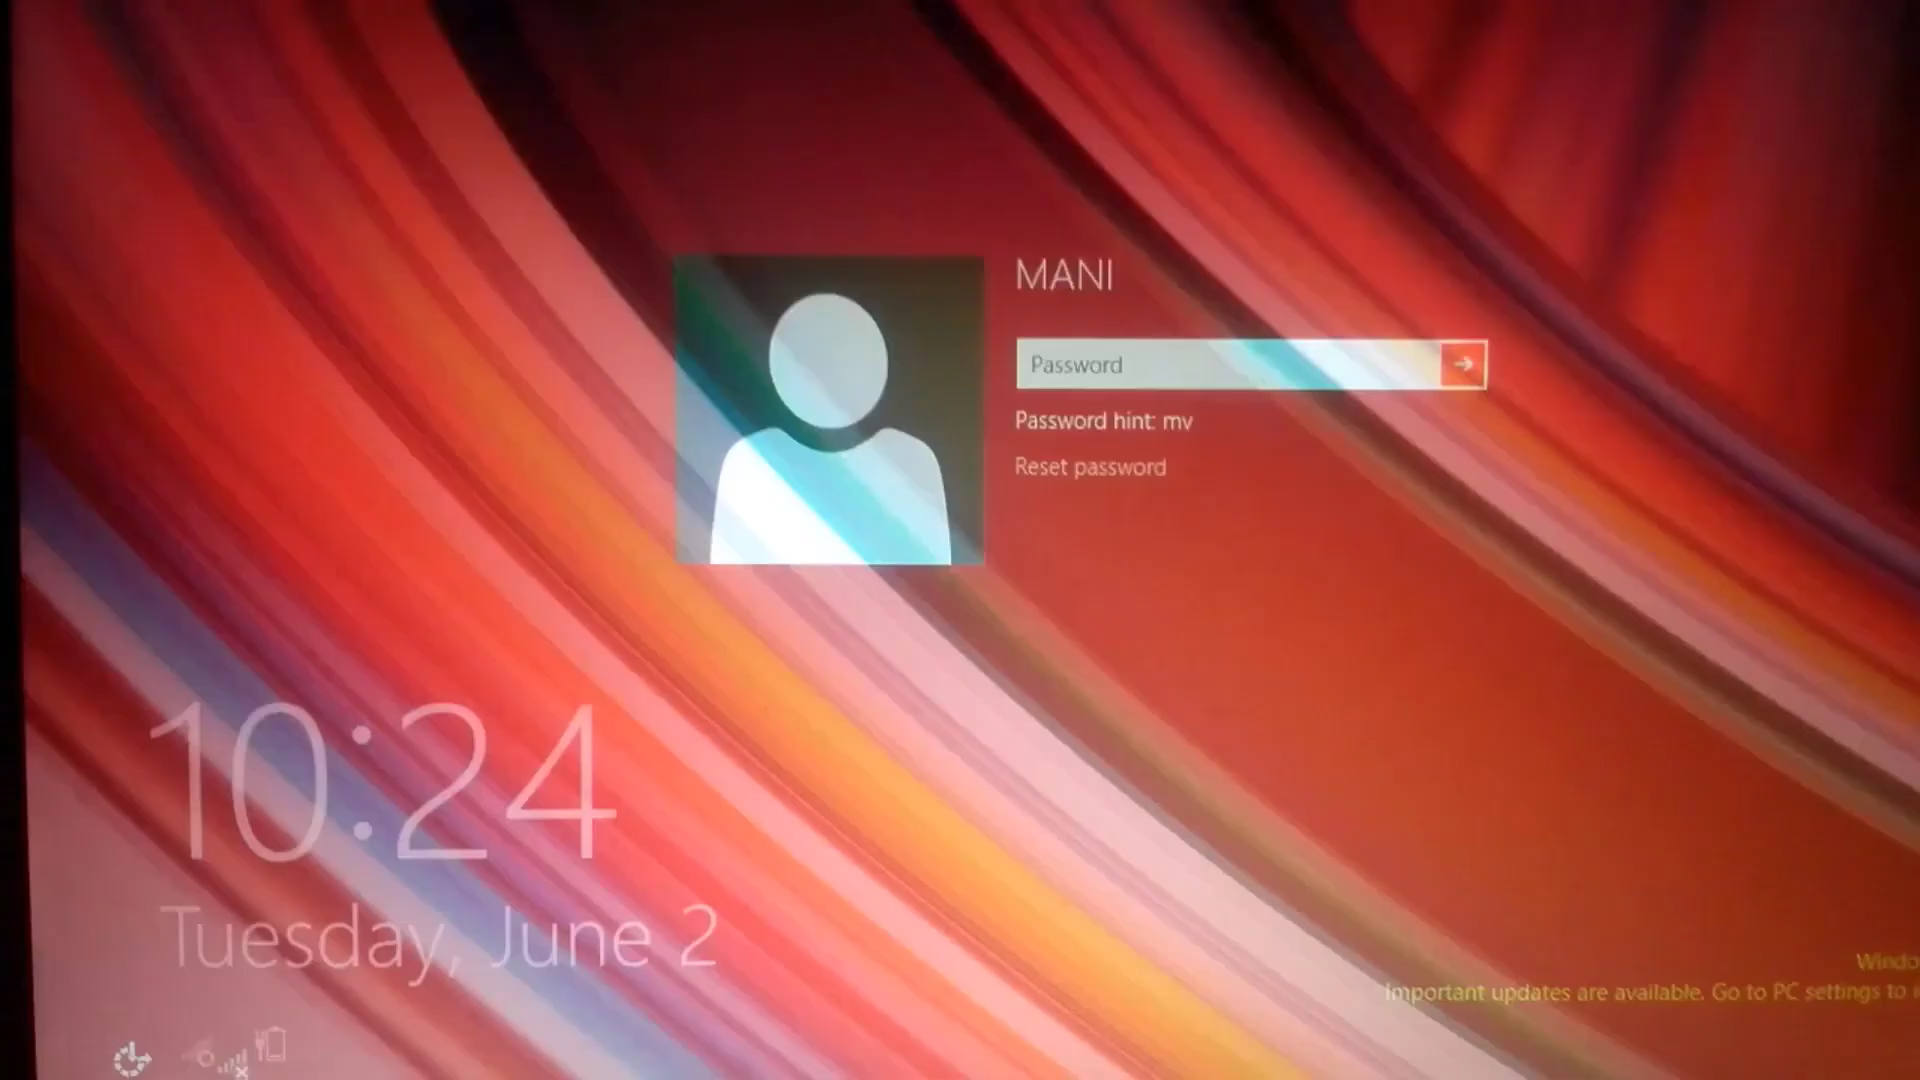 MANI
Password
Password hint: mv
Reset password
10:24
Tuesday, June 2
Important updates are available. Go to PC settings to